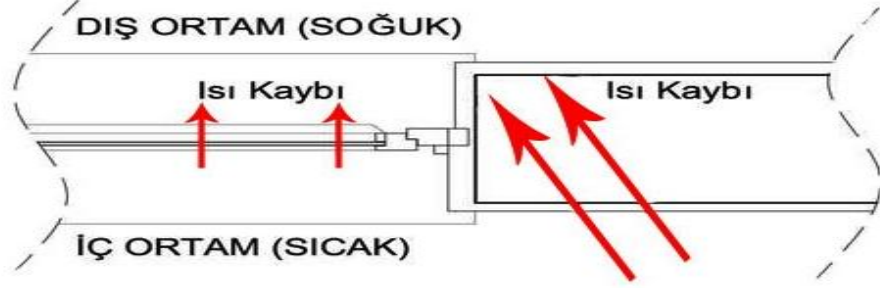 DIŞ ORTAM (SOĞUK)
Isı Kaybı
Isı Kaybı
İÇ ORTAM (SICAK)